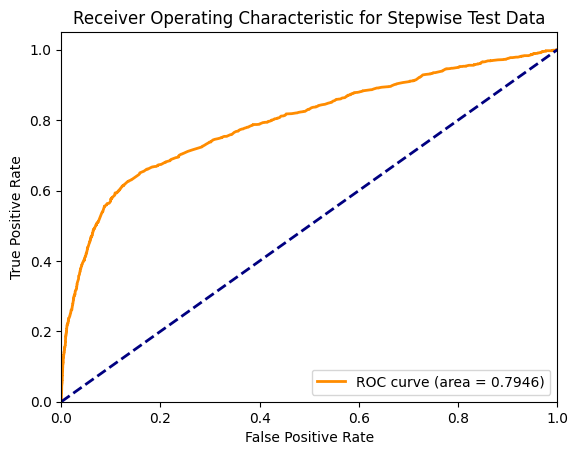 Receiver Operating Characteristic for Stepwise Test Data
1.0
0.8
0.6
0.4
0.2
0.0
True Positive Rate
ROC curve (area = 0.7946)
0.0 0.2 0.4 0.6 0.8 1.0
False Positive Rate